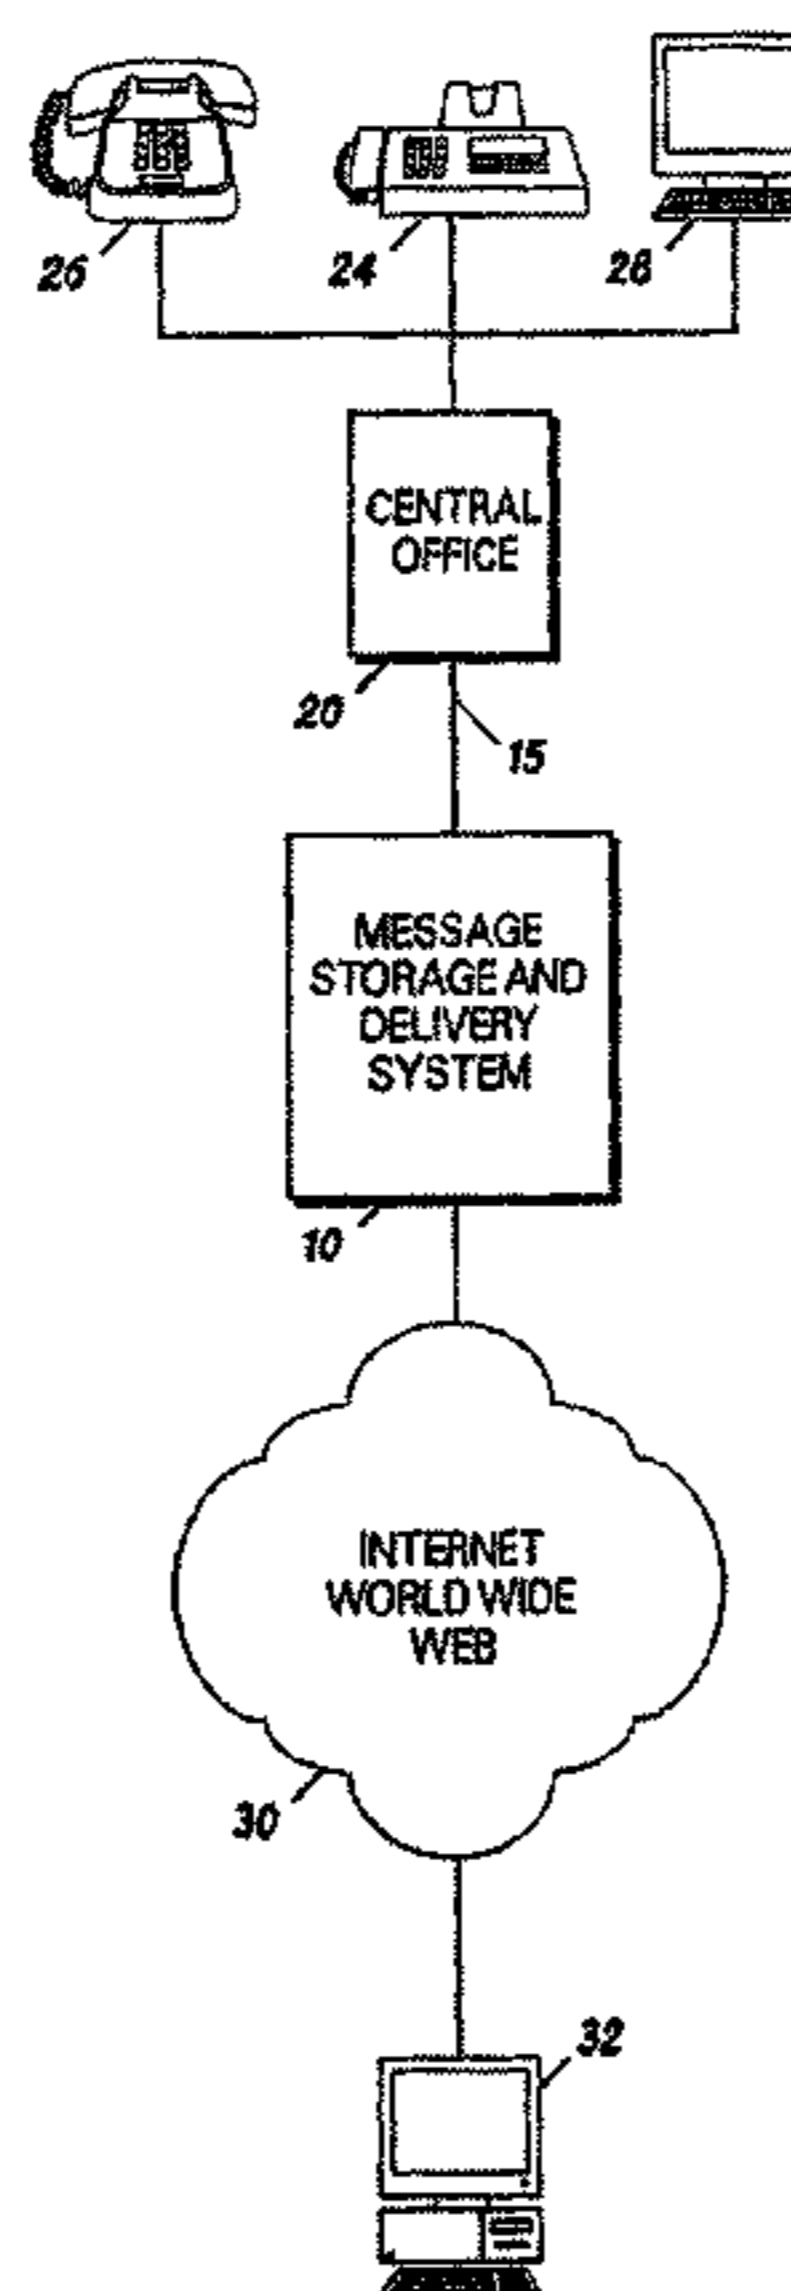 26
24
28
CENTRAL
OFFICE
20
15
MESSAGE
STORAGE AND
DELIVERY
SYSTEM
10
INTERNET
WORLD WIDE
WEB
30
32